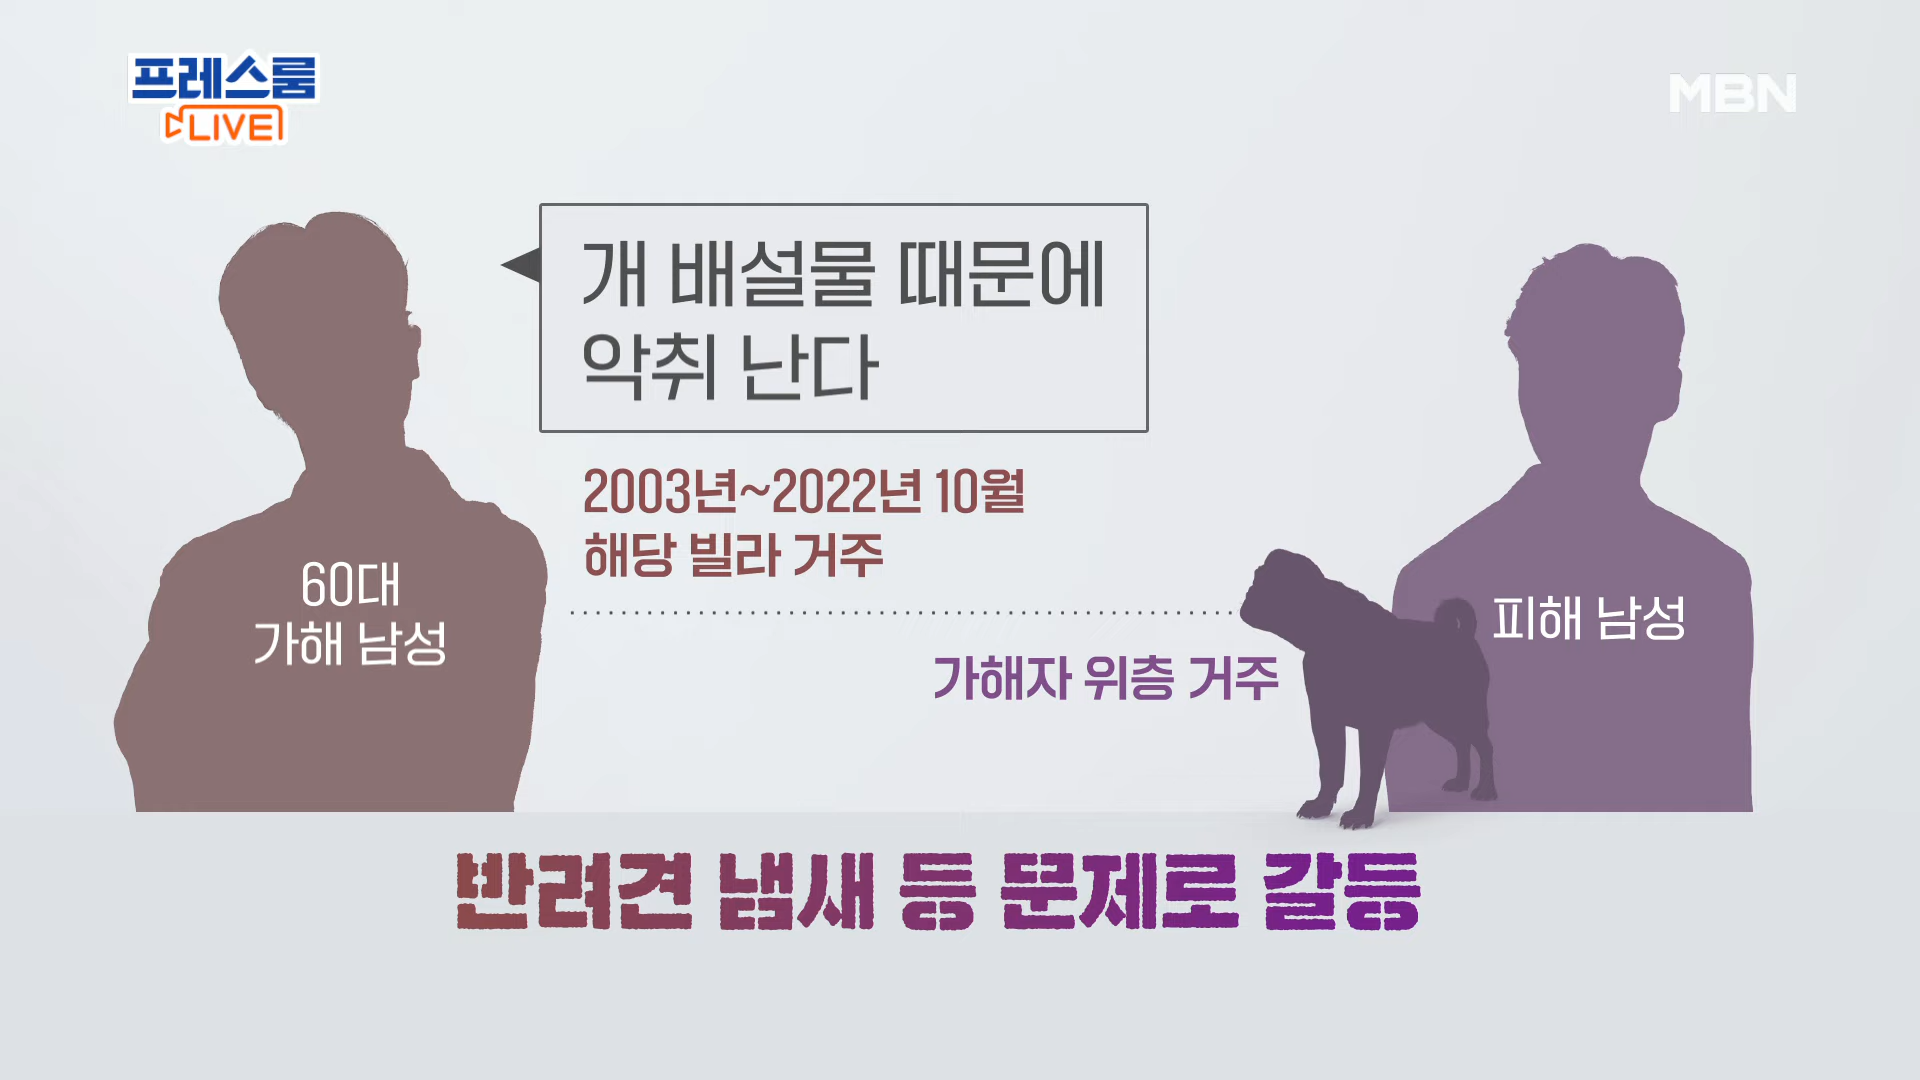 프레스룸
LIVE
MBN
개 배설물 때문에
악취 난다
2003년~2022년 10월
해당 빌라 거주
60대
가해 남성
피해 남성
가해자 위층 거주
반려견 냄새 등 문제로 갈등